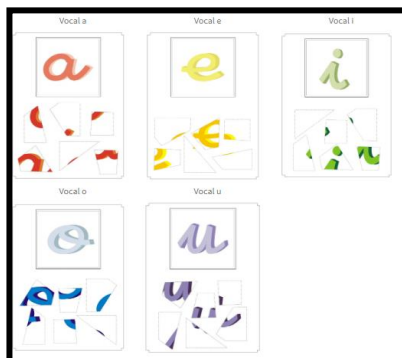 Vocal a
Vocal e
Vocal i
a
e
i
Vocal o
Vocal u
o
u